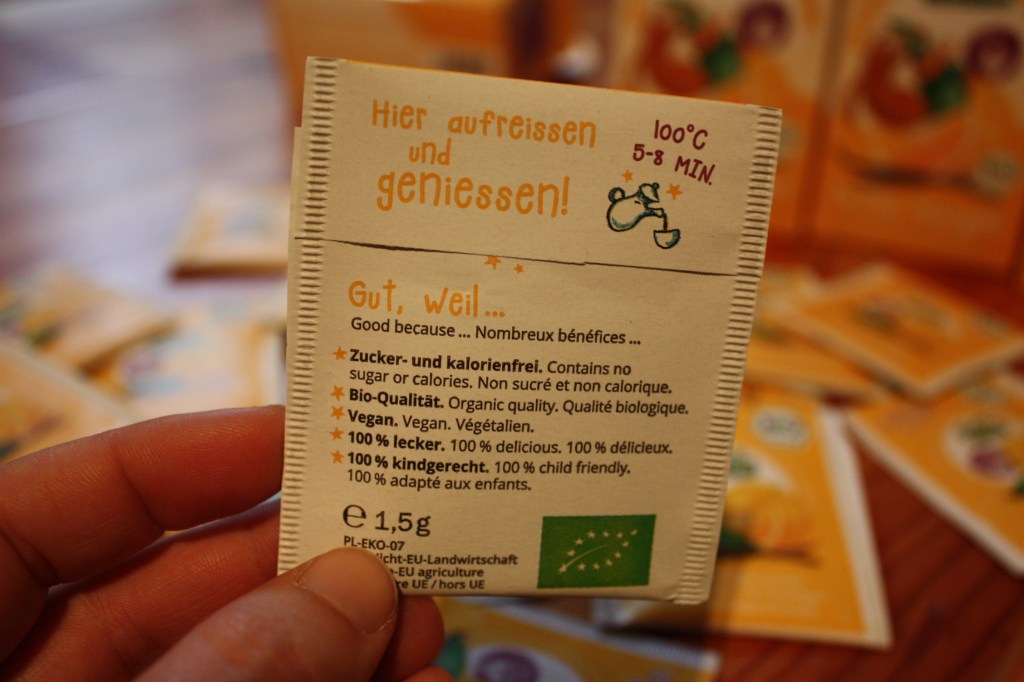 Hier aufreissen
und
geniessen!
100°C
5-8 MIN.
Gut, weil...
Good because ... Nombreux bénéfices ...
Zucker- und kalorienfrei. Contains no
sugar or calories. Non sucré et non calorique.
Bio-Qualität. Organic quality. Qualité biologique.
Vegan. Vegan. Végétalien.
100 % lecker. 100 % delicious. 100 % délicieux.
100 % kindgerecht. 100 % child friendly.
100 % adapté aux enfants.
℮ 1,5g
PL-EKO-07
-EU-Landwirtschaft
-EU agriculture
UE / hors UE